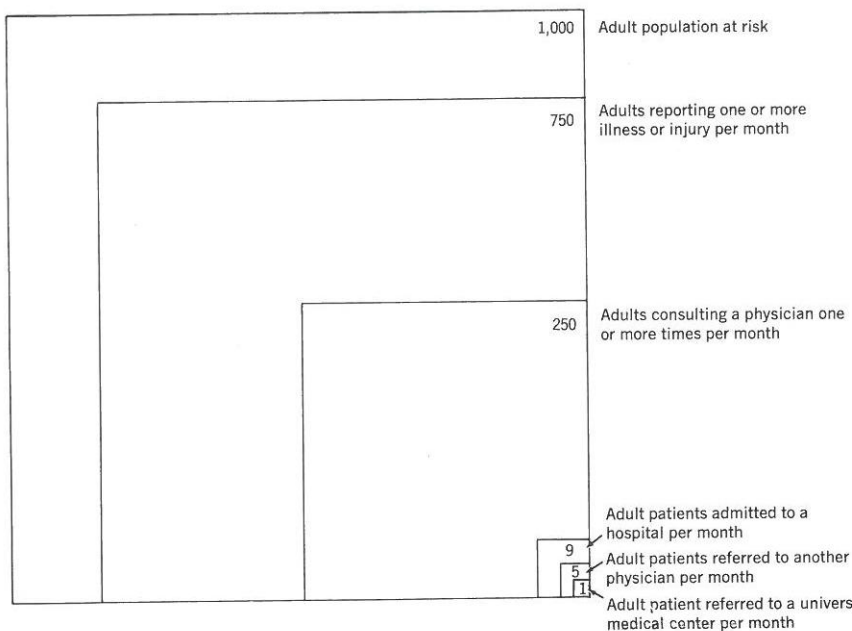 1,000 Adult population at risk
750 Adults reporting one or more
illness or injury per month
250 Adults consulting a physician one
or more times per month
Adult patients admitted to a
hospital per month
9
Adult patients referred to another
physician per month
5
1
Adult patient referred to a univers
medical center per month